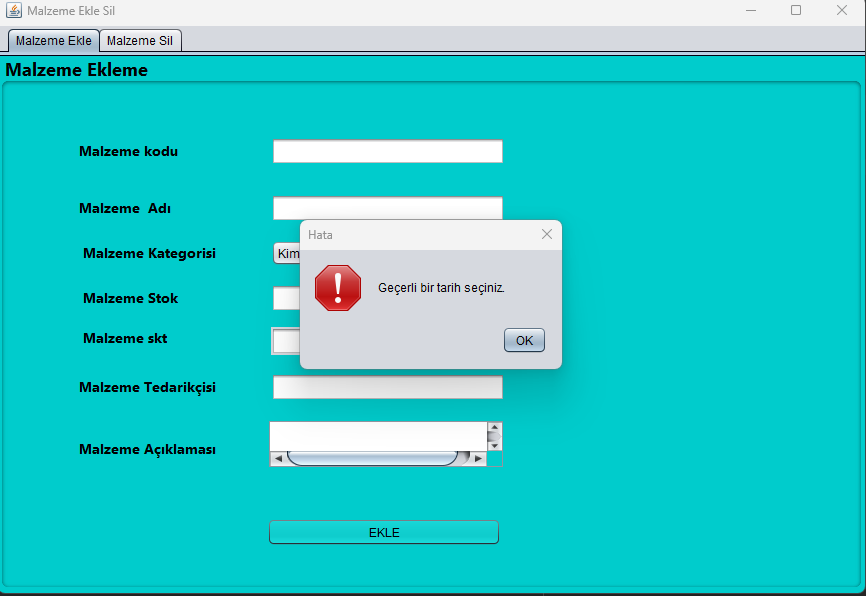 Malzeme Ekle Sil
Malzeme Ekle Malzeme Sil
Malzeme Ekleme
Malzeme kodu
Malzeme Adı
Hata
Malzeme Kategorisi
Kim
Geçerli bir tarih seçiniz.
Malzeme Stok
Malzeme skt
OK
Malzeme Tedarikçisi
Malzeme Açıklaması
EKLE